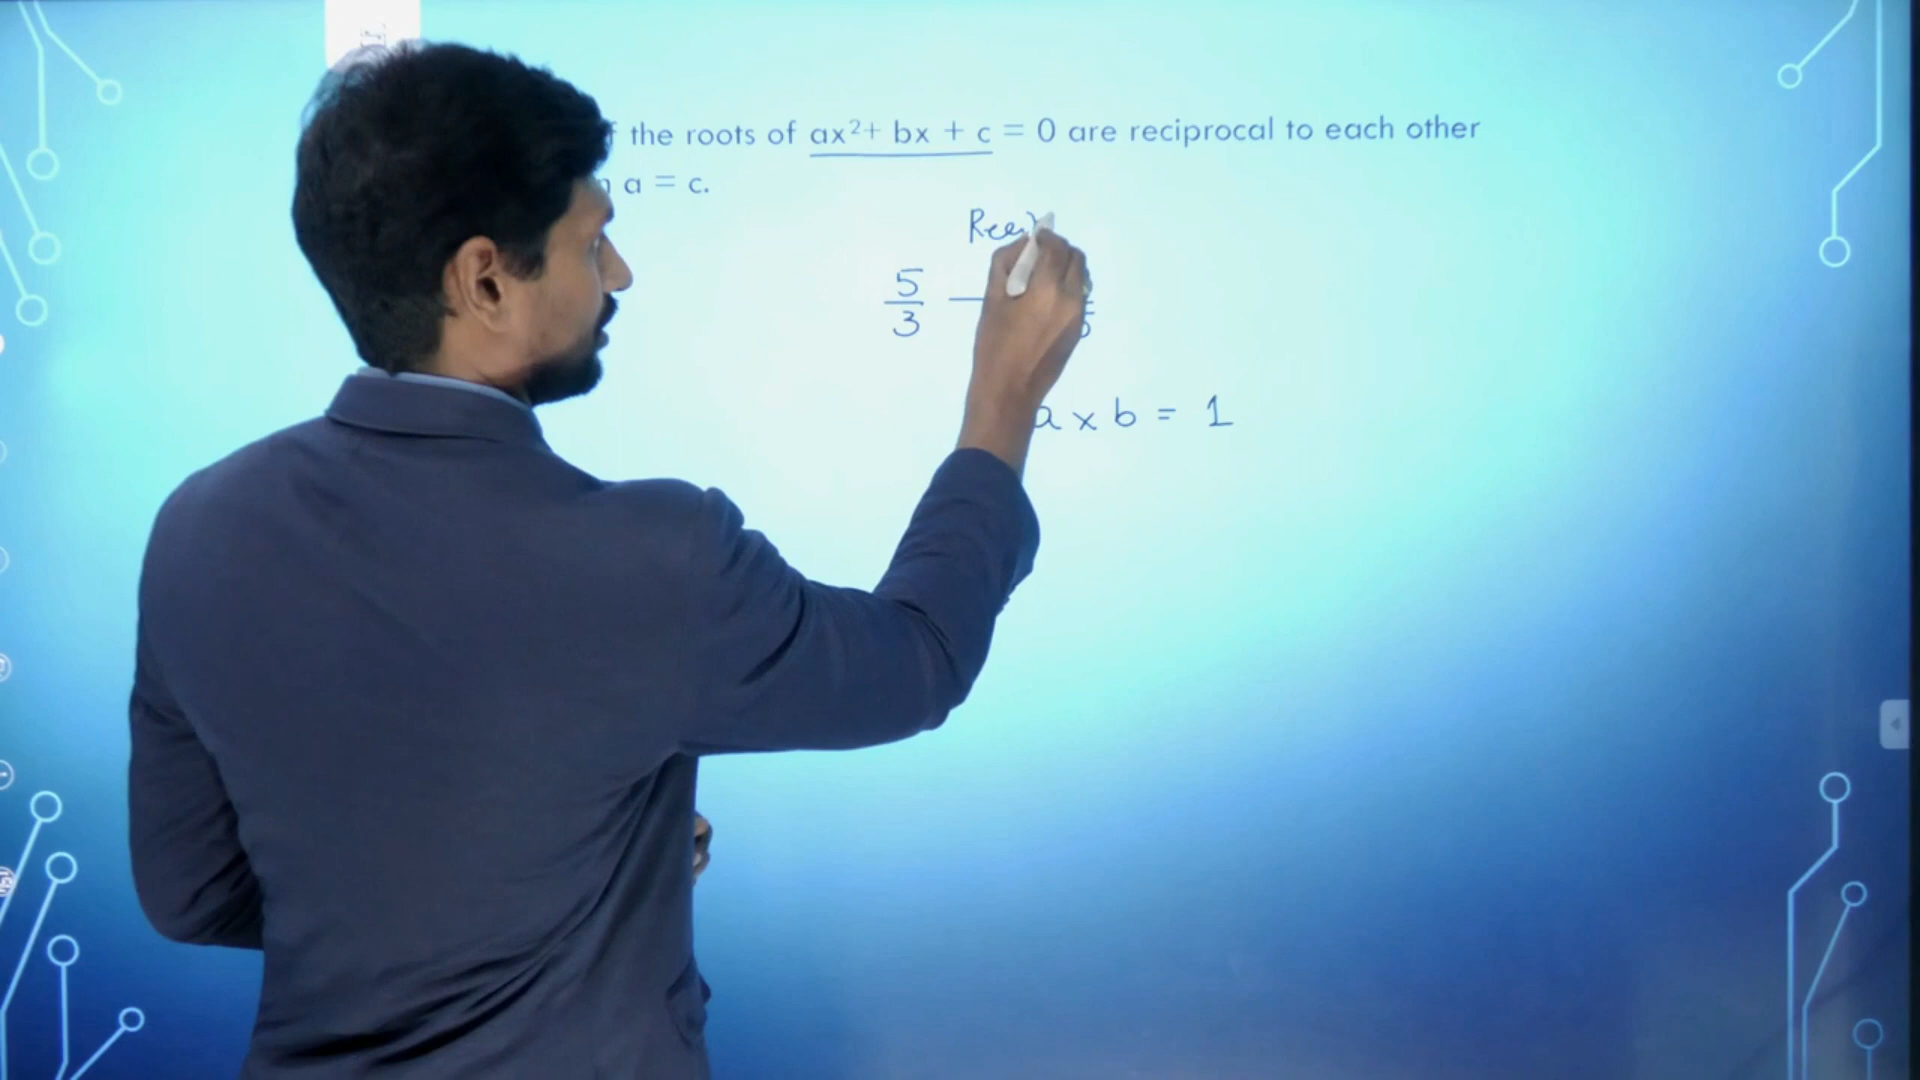 the roots of ax²+ bx + c = 0 are reciprocal to each other
a = c.
5
3
a x b = 1